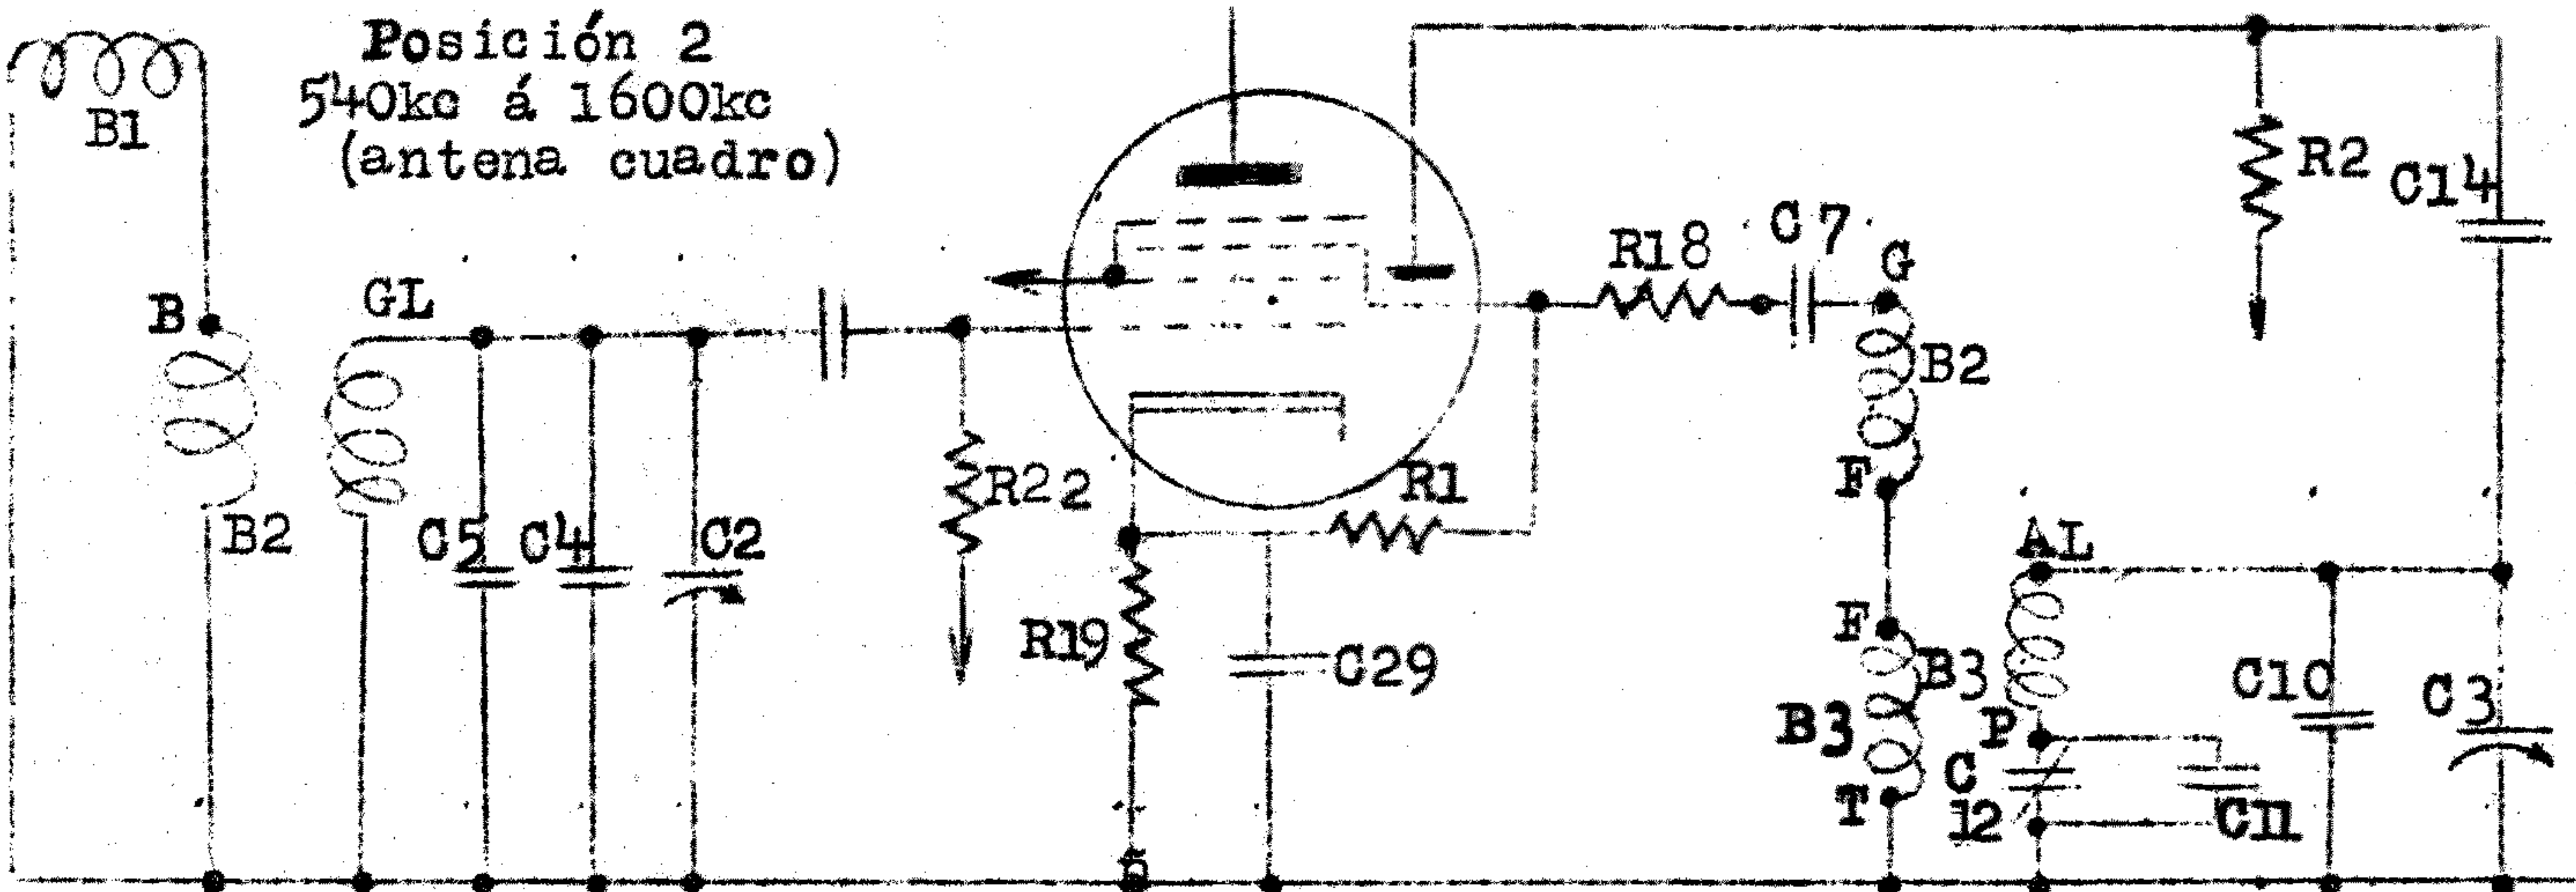 Posición 2
540kc á 1600kc
(antena cuadro)
B1
B
B2
GL
C5
C4
C2
R22
R19
C29
R1
R18
C7
G
B2
F
F
B3
B3
T
AL
P
C
12
C11
C10
C3
R2
C14